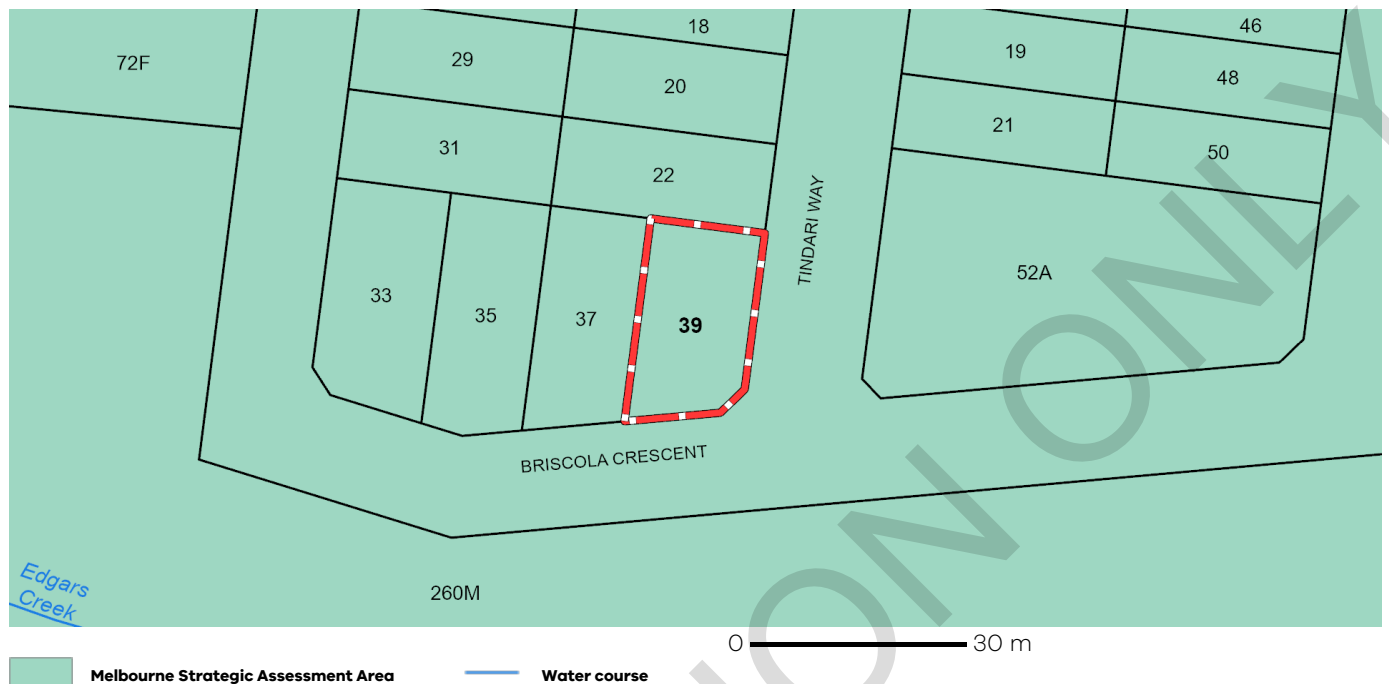 18
46
72F
29
19
20
48
21
31
50
22
TINDARI WAY
52A
33
35
37
39
BRISCOLA CRESCENT
Edgars
Creek
260M
0 30 m
Melbourne Strategic Assessment Area
Water course
ON ONLY